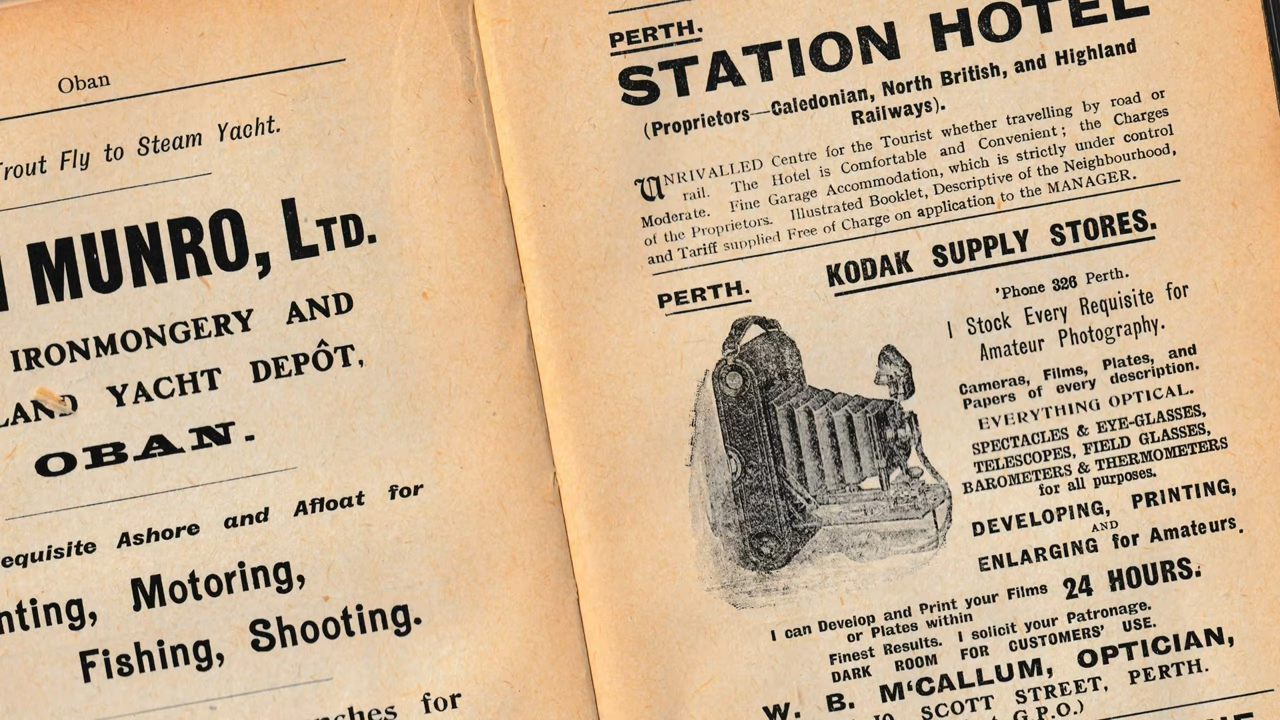 Oban
Trout Fly to Steam Yacht.
MUNRO, LTD.
IRONMONGERY AND
YACHT DEPÔT,
OBAN.
Ashore and Afloat for
Motoring,
Fishing, Shooting.
for
PERTH.
STATION HOTEL
(Proprietors—Caledonian, North British, and Highland
Railways).
UNRIVALLED Centre for the Tourist whether travelling by road or
rail. The Hotel is Comfortable and Convenient; the Charges
Moderate. Fine Garage Accommodation, which is strictly under control
of the Proprietors. Illustrated Booklet, Descriptive of the Neighbourhood,
and Tariff supplied Free of Charge on application to the MANAGER.
PERTH.
KODAK SUPPLY STORES.
'Phone 326 Perth.
I Stock Every Requisite for
Amateur Photography.
Cameras, Films, Plates, and
Papers of every description.
EVERYTHING OPTICAL.
SPECTACLES & EYE-GLASSES,
TELESCOPES, FIELD GLASSES,
BAROMETERS & THERMOMETERS
for all purposes.
DEVELOPING, PRINTING,
AND
ENLARGING for Amateurs.
I can Develop and Print your Films
or Plates within
24 HOURS.
Finest Results. I solicit your Patronage.
DARK ROOM FOR CUSTOMERS' USE.
W. B. M'CALLUM, OPTICIAN,
SCOTT STREET, PERTH.
G.P.O.)